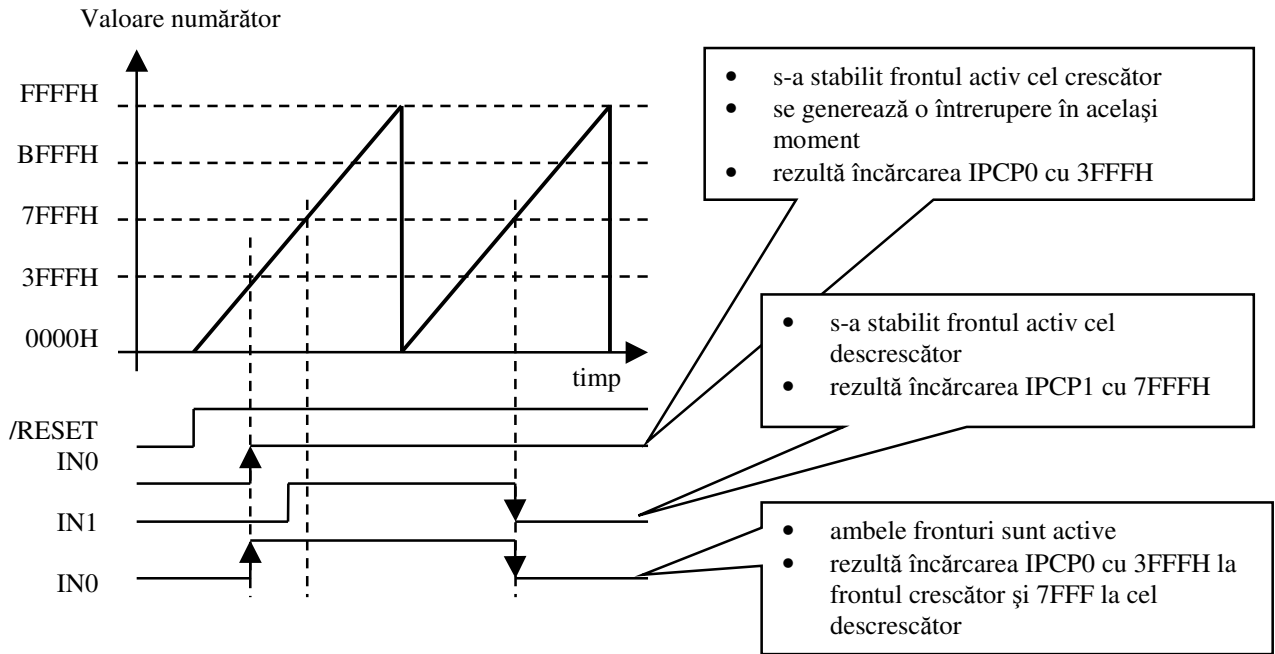 Valoare numărător
FFFFH
BFFFH
7FFFH
3FFFH
0000H
timp
/RESET
IN0
IN1
IN0
• s-a stabilit frontul activ cel crescător
• se generează o întrerupere în acelaşi
moment
• rezultă încărcarea IPCP0 cu 3FFFH
• s-a stabilit frontul activ cel
descrescător
• rezultă încărcarea IPCP1 cu 7FFFH
• ambele fronturi sunt active
• rezultă încărcarea IPCP0 cu 3FFFH la
frontul crescător şi 7FFF la cel
descrescător